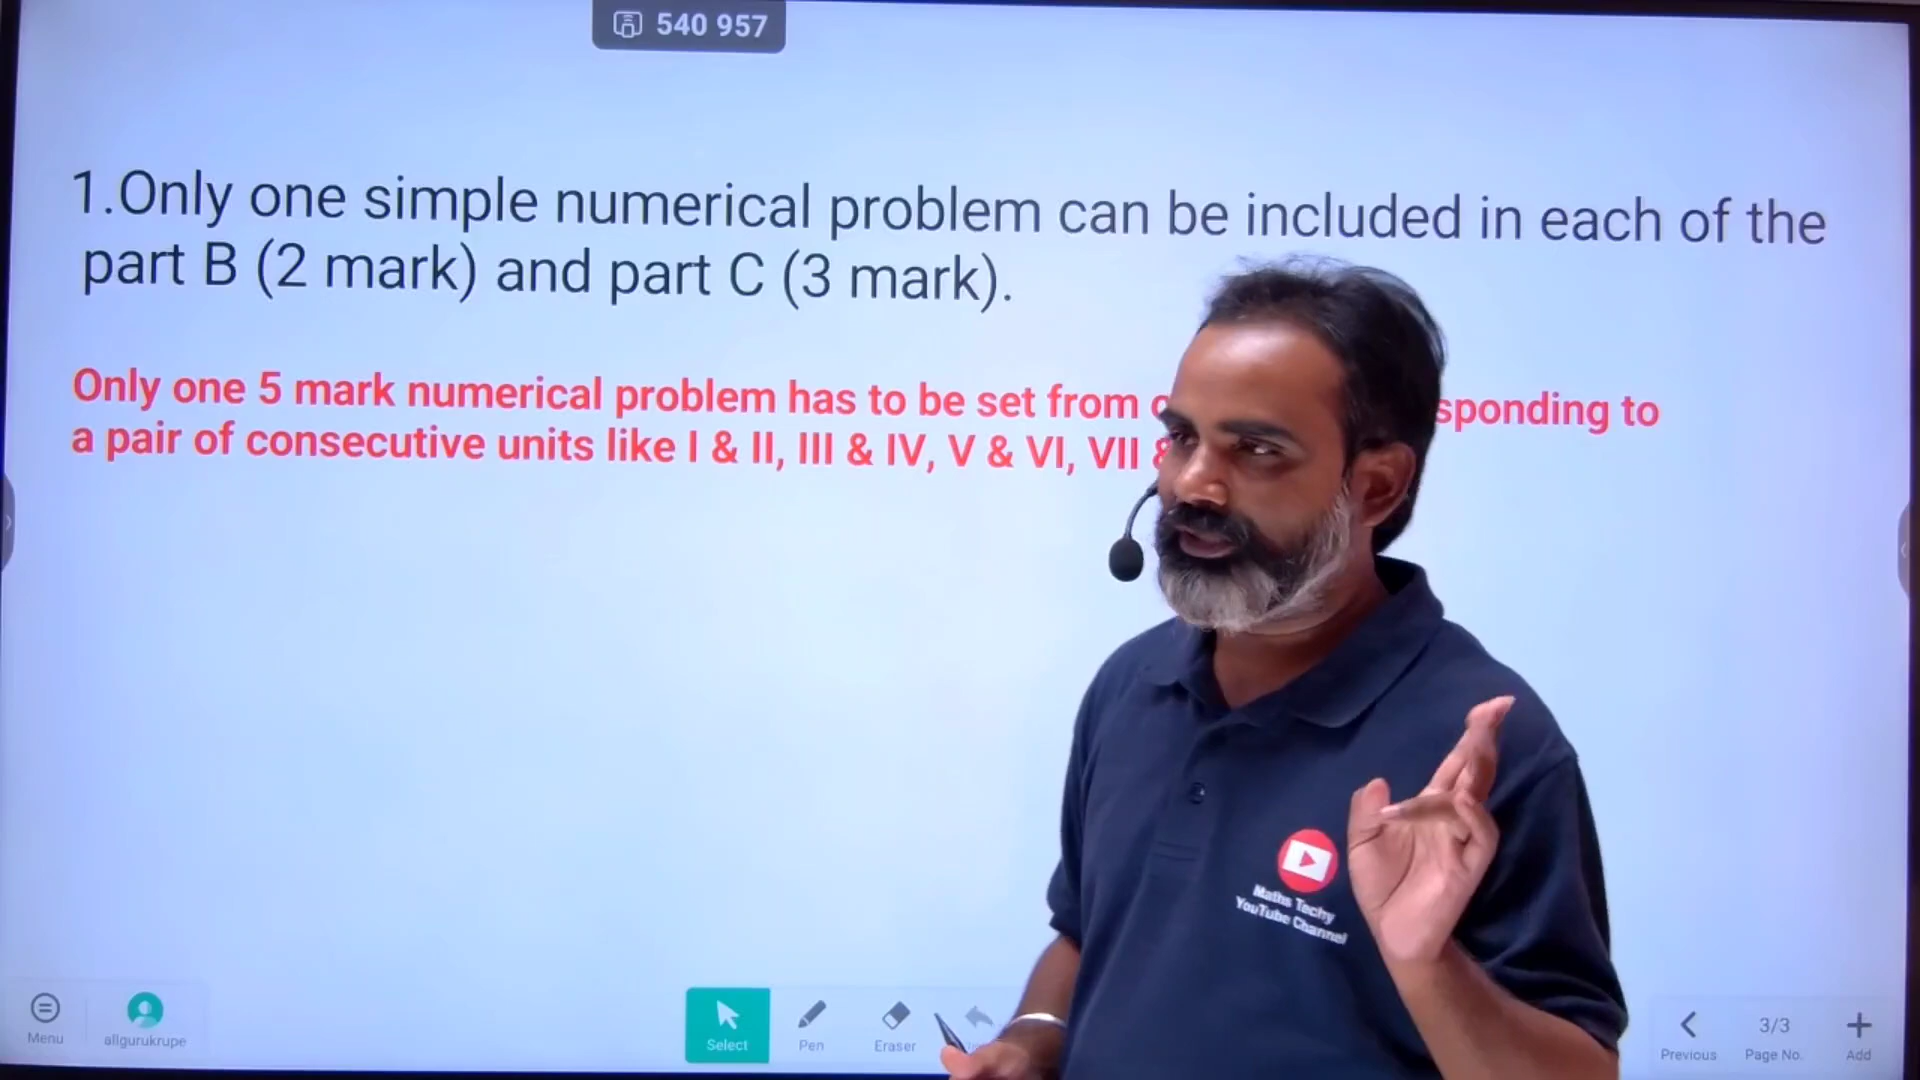 540 957
1.Only one simple numerical problem can be included in each of the
part B (2 mark) and part C (3 mark).
Only one 5 mark numerical problem has to be set from sponding to
a pair of consecutive units like I & II, III & IV, V & VI, VII &
Maths Techy
YouTube Channel
Menu
allgurukrupe
Select
Pen
Eraser
Previous
3/3
Page No.
Add